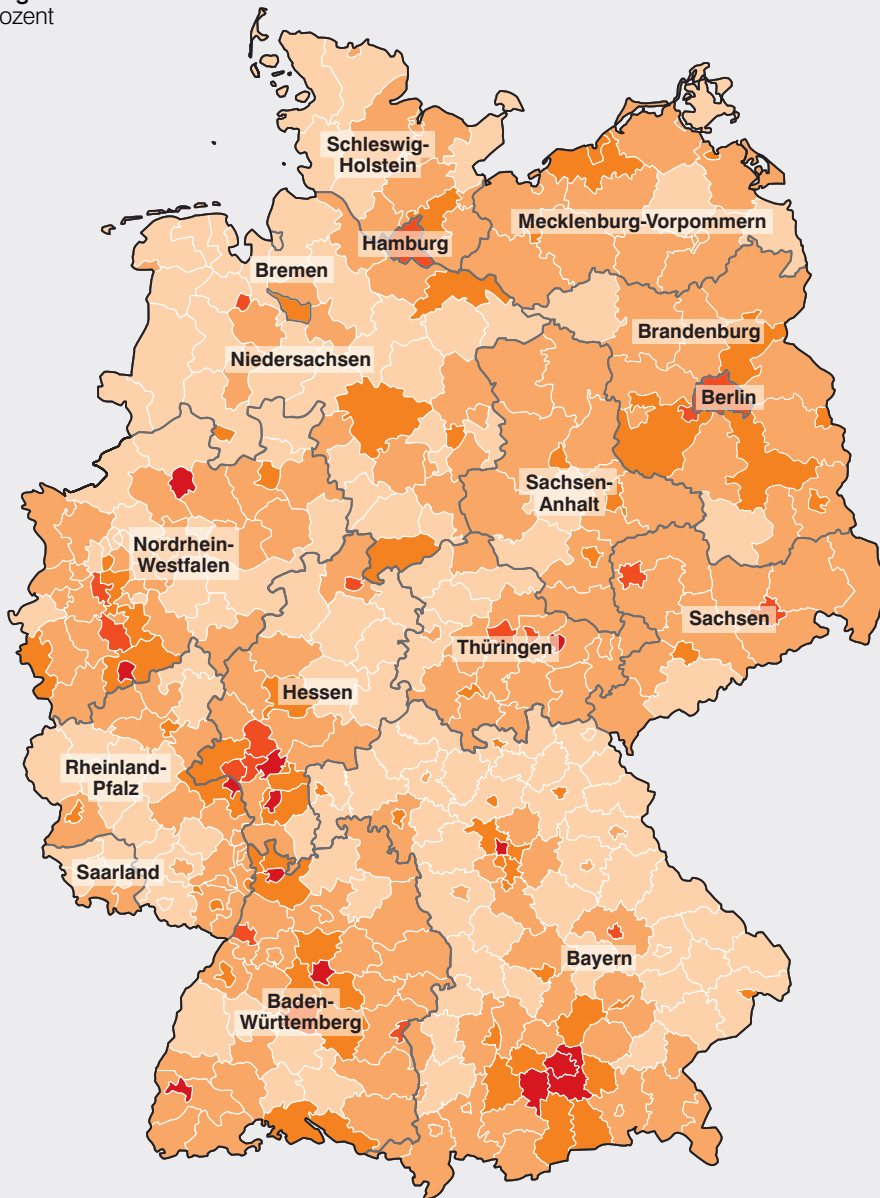 ozent
Schleswig-
Holstein
Mecklenburg-Vorpommern
Hamburg
Bremen
Brandenburg
Niedersachsen
Berlin
Sachsen-
Anhalt
Nordrhein-
Westfalen
Sachsen
Thüringen
Hessen
Rheinland-
Pfalz
Saarland
Bayern
Baden-
Württemberg